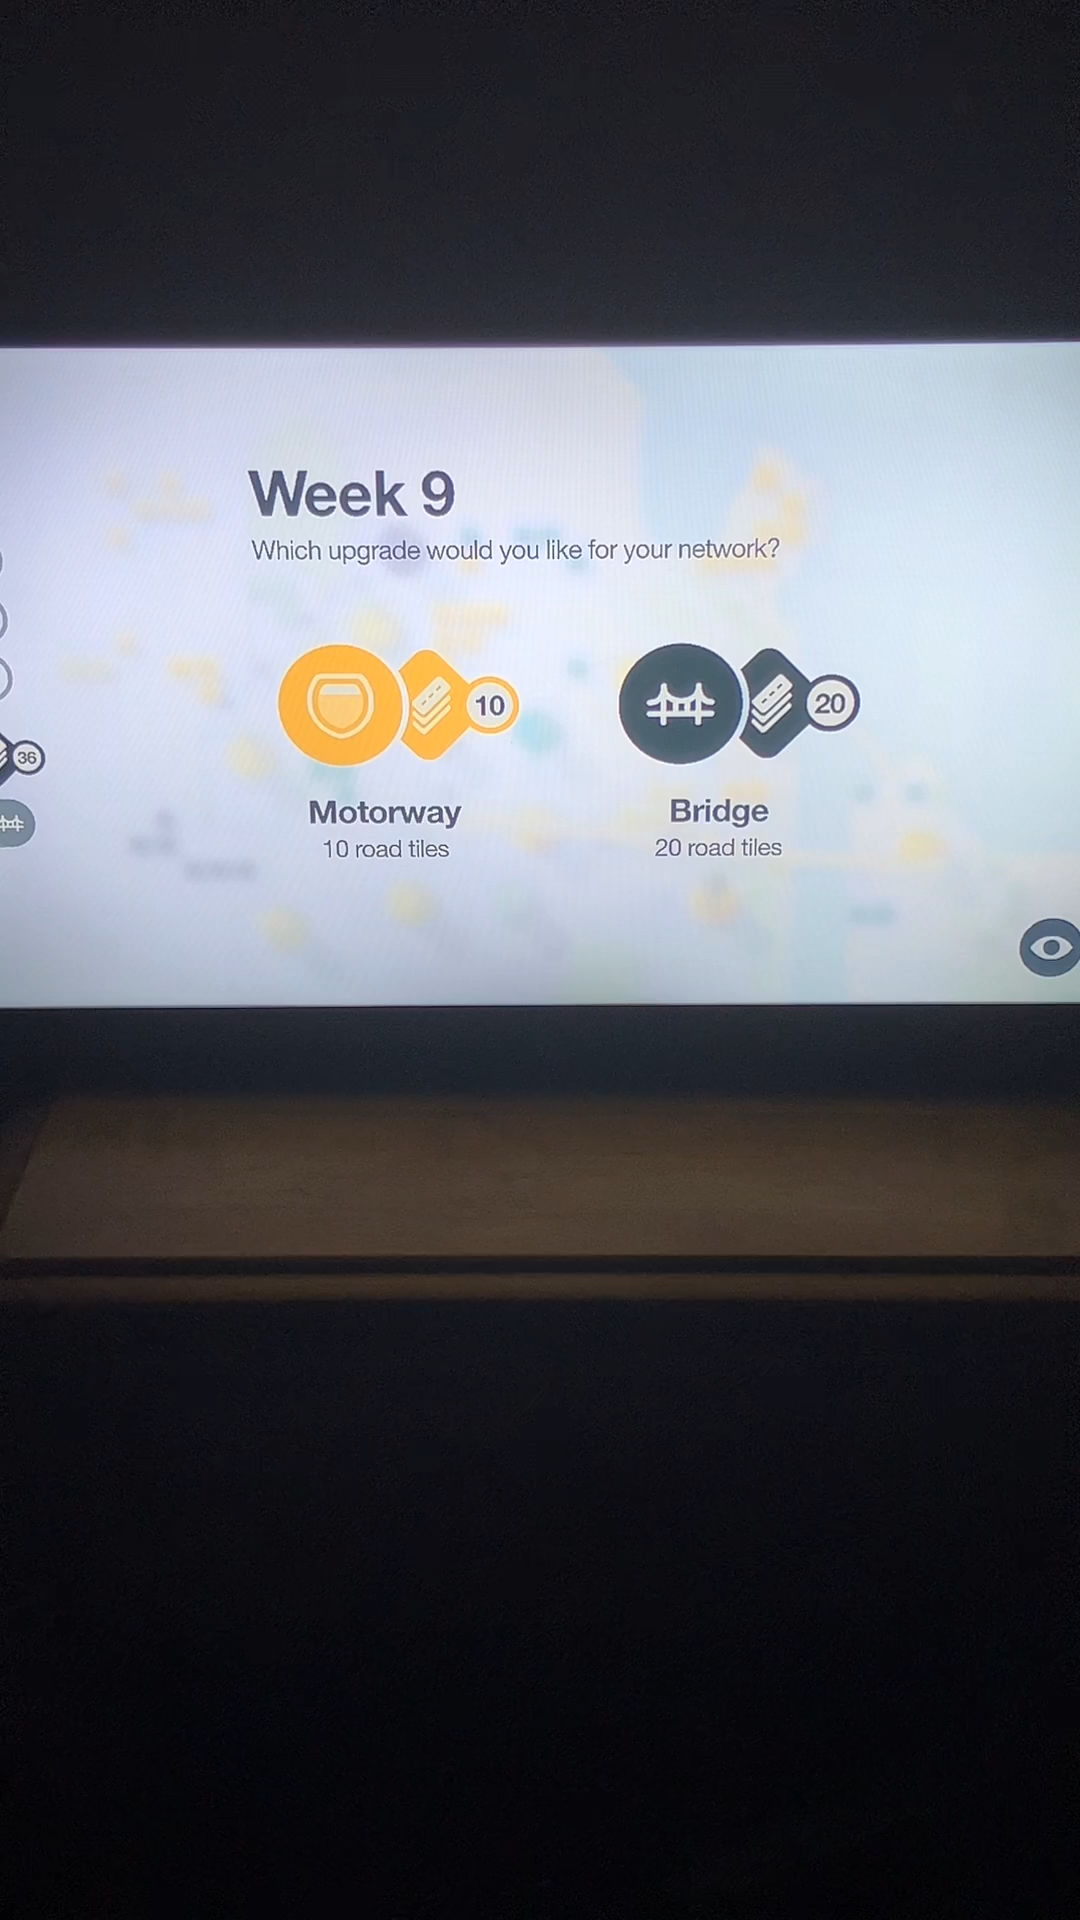 Week 9
Which upgrade would you like for your network?
10
20
36
Motorway
Bridge
10 road tiles
20 road tiles